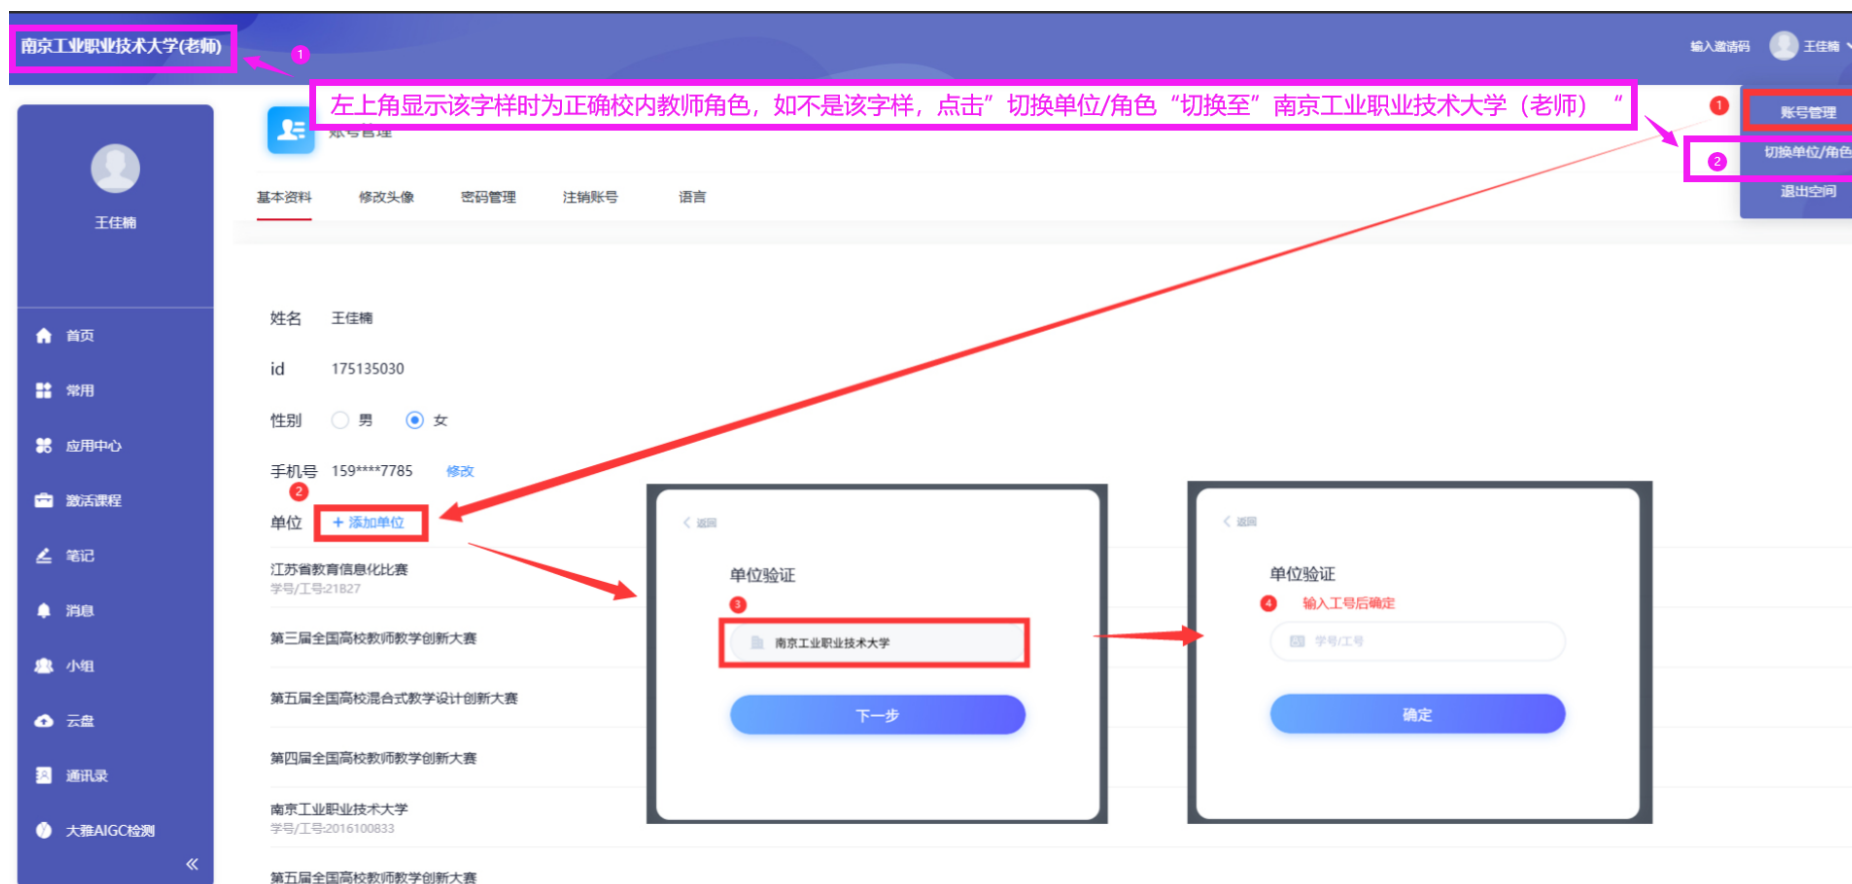 南京工业职业技术大学(老师)
1
输入邀请码
王佳楠
左上角显示该字样时为正确校内教师角色，如不是该字样，点击”切换单位/角色“切换至”南京工业职业技术大学（老师）“
1
账号管理
账号管理
2
切换单位/角色
退出空间
基本资料
修改头像
密码管理
注销账号
语言
王佳楠
首页
常用
应用中心
激活课程
笔记
消息
小组
云盘
通讯录
大雅AIGC检测
姓名 王佳楠
id 175135030
性别 男 女
手机号 159****7785 修改
2
单位 + 添加单位
江苏省教育信息化比赛
学号/工号:21827
第三届全国高校教师教学创新大赛
第五届全国高校混合式教学设计创新大赛
第四届全国高校教师教学创新大赛
南京工业职业技术大学
学号/工号:2016100833
第五届全国高校教师教学创新大赛
返回
单位验证
3
南京工业职业技术大学
下一步
返回
单位验证
4 输入工号后确定
学号/工号
确定